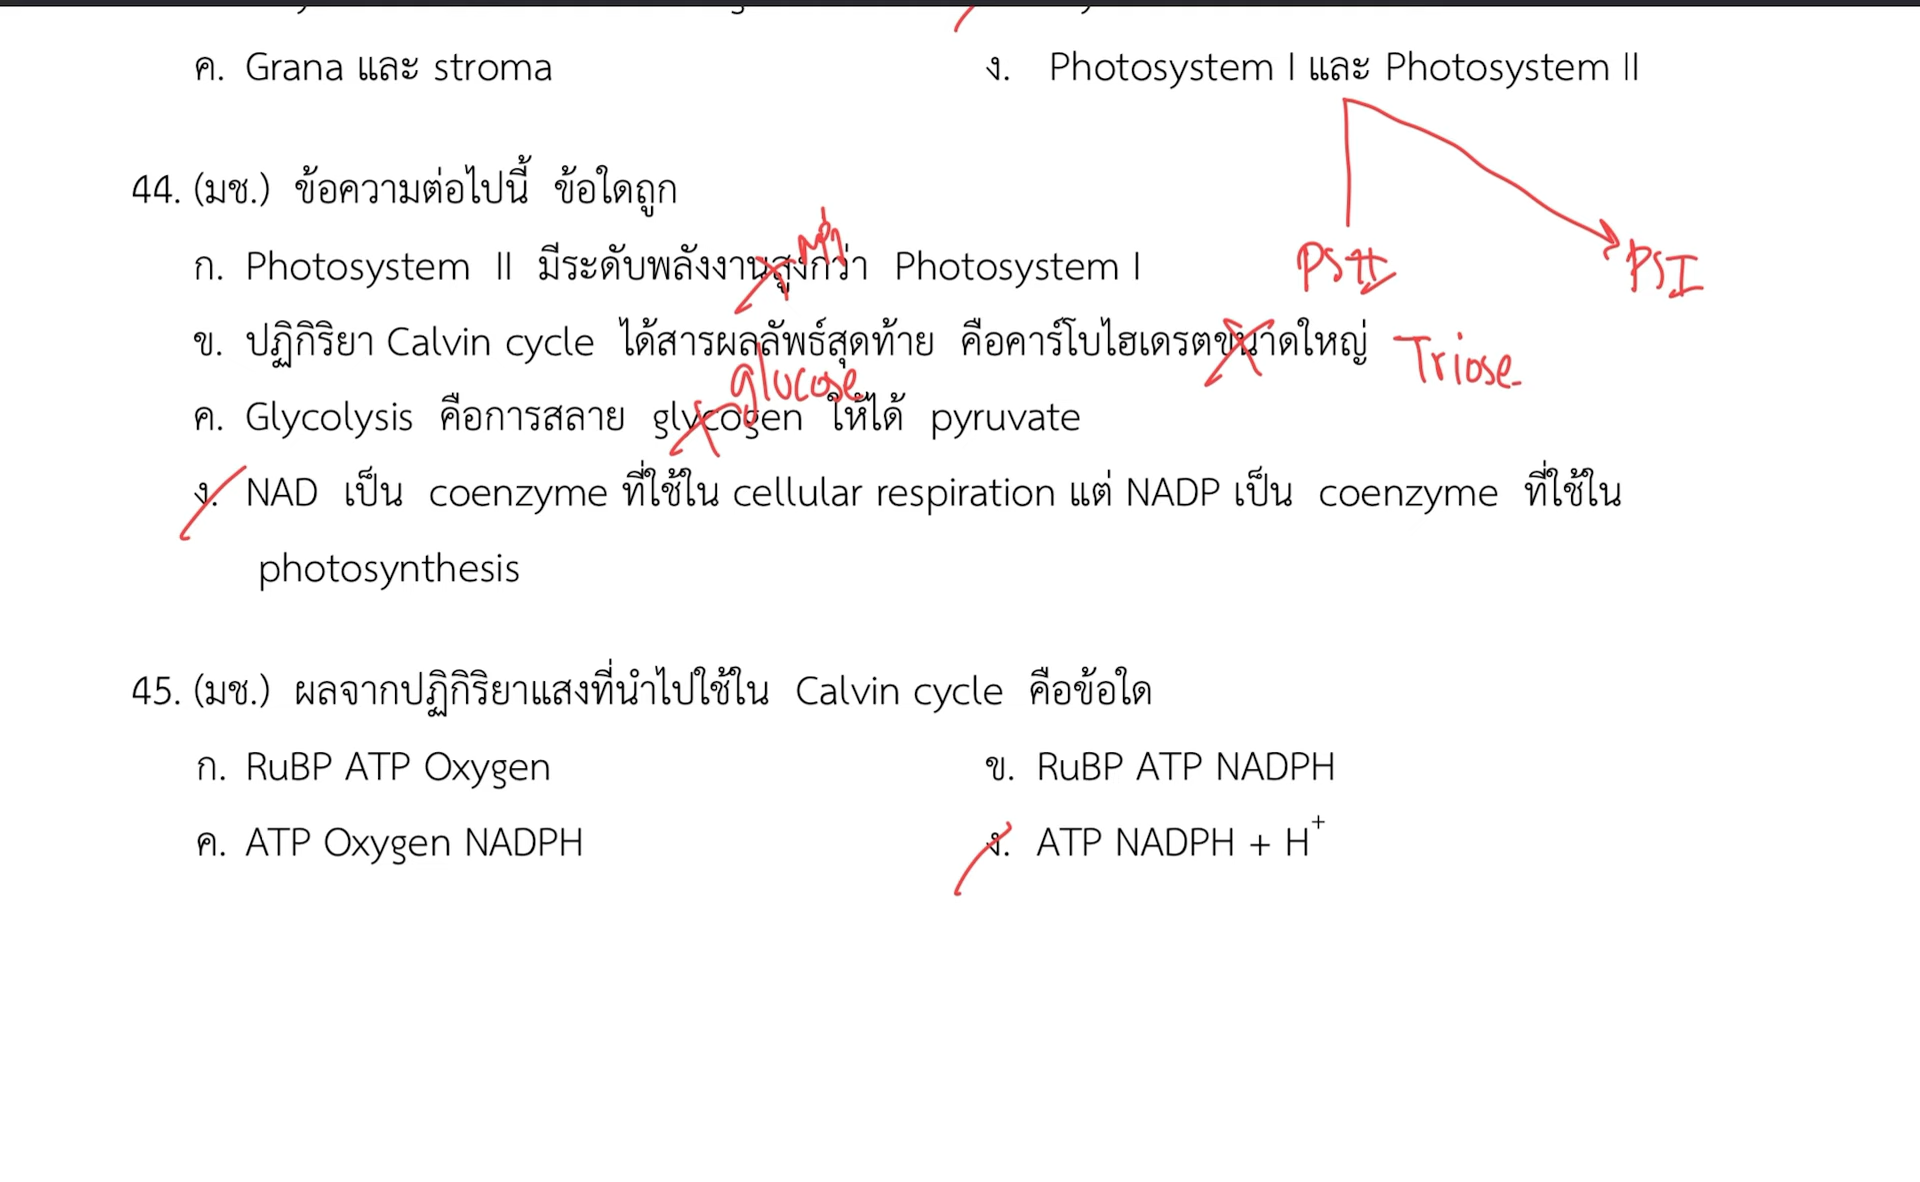 ค. Grana และ stroma ง. Photosystem I และ Photosystem II
44. (มช.) ข้อความต่อไปนี้ ข้อใดถูก
ก. Photosystem II มีระดับพลังงานสูงกว่า Photosystem I
PSII PSI
ข. ปฏิกิริยา Calvin cycle ได้สารผลลัพธ์สุดท้าย คือคาร์โบไฮเดรตขนาดใหญ่ Triose
glucose
ค. Glycolysis คือการสลาย glycogen ให้ได้ pyruvate
ง. NAD เป็น coenzyme ที่ใช้ใน cellular respiration แต่ NADP เป็น coenzyme ที่ใช้ใน
photosynthesis
45. (มช.) ผลจากปฏิกิริยาแสงที่นำไปใช้ใน Calvin cycle คือข้อใด
ก. RuBP ATP Oxygen ข. RuBP ATP NADPH
ค. ATP Oxygen NADPH ง. ATP NADPH + H⁺